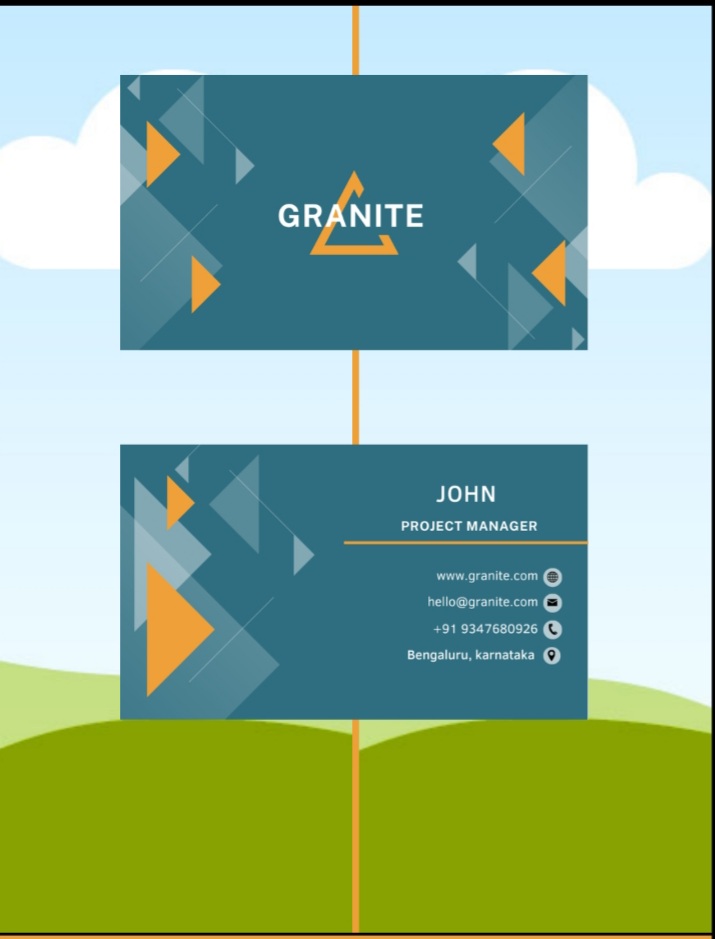 GRANITE
JOHN
PROJECT MANAGER
www.granite.com
hello@granite.com
+91 9347680926
Bengaluru, karnataka